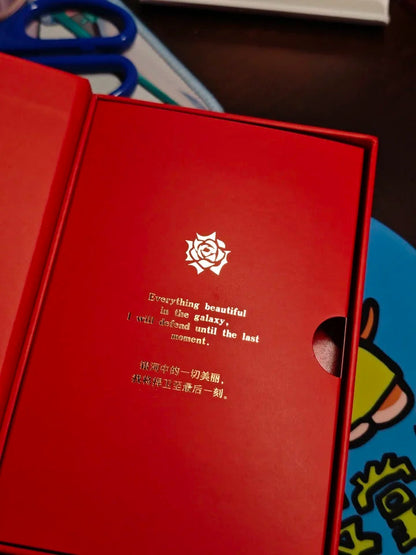 Everything beautiful
in the galaxy,
I will defend until the last
moment.
银河中的一切美丽,
我将捍卫至最后一刻。